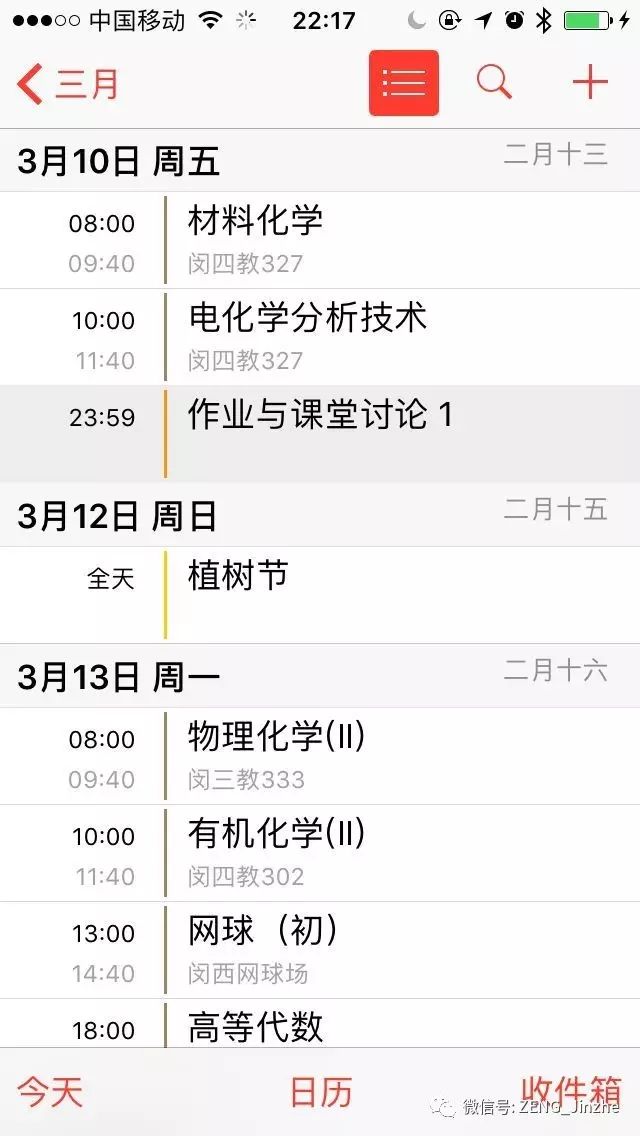 中国移动 22:17
三月
3月10日 周五 二月十三
08:00 材料化学
09:40 闵四教327
10:00 电化学分析技术
11:40 闵四教327
23:59 作业与课堂讨论 1
3月12日 周日 二月十五
全天 植树节
3月13日 周一 二月十六
08:00 物理化学(II)
09:40 闵三教333
10:00 有机化学(II)
11:40 闵四教302
13:00 网球（初）
14:40 闵西网球场
18:00 高等代数
今天 日历 收件箱
微信号: ZENG_Jinzhe